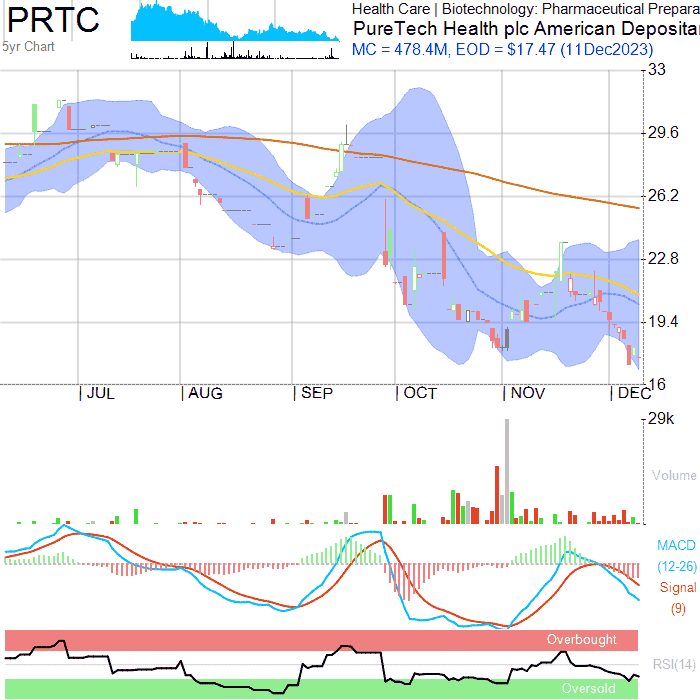 PRTC
5yr Chart
Health Care | Biotechnology: Pharmaceutical Prepara
PureTech Health plc American Depositar
MC = 478.4M, EOD = $17.47 (11Dec2023)
33
29.6
26.2
22.8
19.4
16
JUL AUG SEP OCT NOV DEC
29k
Volume
MACD
(12-26)
Signal
(9)
Overbought
RSI(14)
Oversold